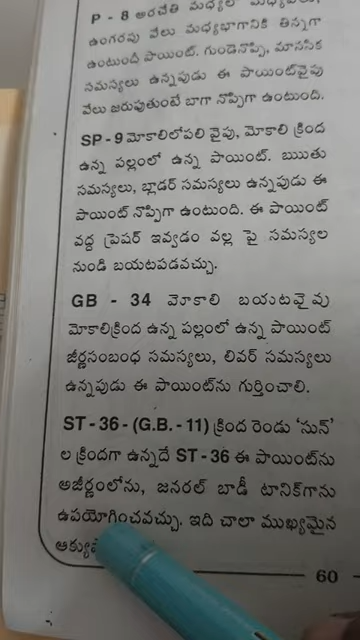 P - 8 అరచేతి మధ్యలో మధ్యవేలు,
ఉంగరపు వేలు మధ్యభాగానికి తిన్నగా
ఉంటుందీ పాయింట్. గుండెనొప్పి, మానసిక
సమస్యలు ఉన్నపుడు ఈ పాయింట్‌వైపు
వేలు జరుపుతుంటే బాగా నొప్పిగా ఉంటుంది.
SP - 9 మోకాలిలోపలి వైపు, మోకాలి క్రింద
ఉన్న పల్లంలో ఉన్న పాయింట్. ఋతు
సమస్యలు, బ్లాడర్ సమస్యలు ఉన్నపుడు ఈ
పాయింట్ నొప్పిగా ఉంటుంది. ఈ పాయింట్
వద్ద ప్రెషర్ ఇవ్వడం వల్ల పై సమస్యల
నుండి బయటపడవచ్చు.
GB - 34 మోకాలి బయటవైవు
మోకాలిక్రింద ఉన్న పల్లంలో ఉన్న పాయింట్
జీర్ణసంబంధ సమస్యలు, లివర్ సమస్యలు
ఉన్నపుడు ఈ పాయింట్‌ను గుర్తించాలి.
ST - 36 - (G.B. - 11) క్రింద రెండు 'సున్'
ల క్రిందగా ఉన్నదే ST - 36 ఈ పాయింట్‌ను
అజీర్ణంలోను, జనరల్ బాడీ టానిక్‌గాను
ఉపయోగించవచ్చు. ఇది చాలా ముఖ్యమైన
60